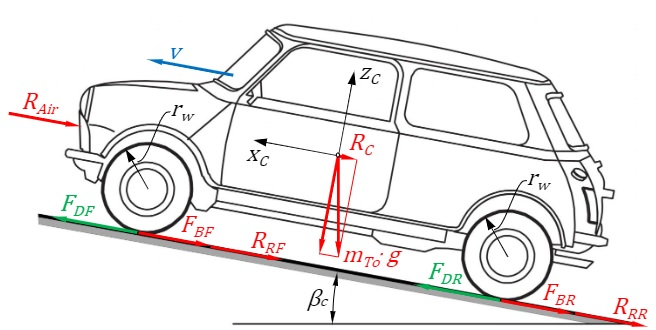 v
z_C
R_Air
r_w
R_C
x_C
r_w
F_DF
F_BF
R_RF
m_To · g
F_DR
β_c
F_BR
R_RR